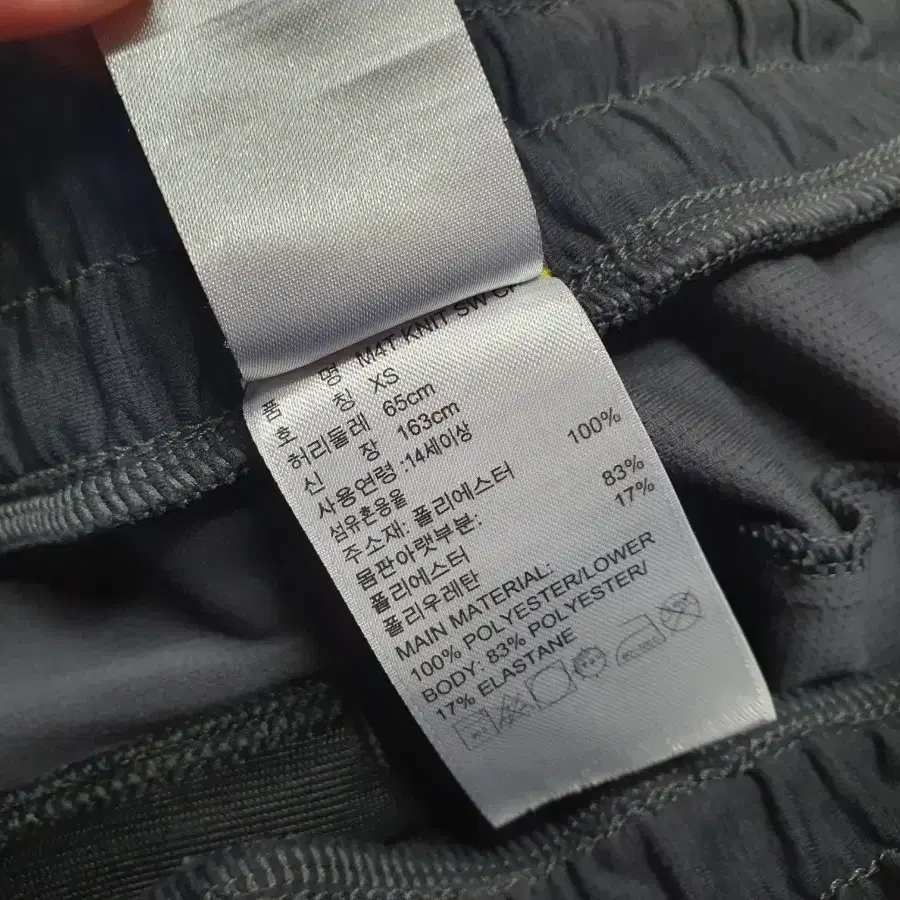 품 명 M4T KNIT SW
호 칭 XS
허리둘레 65cm
신 장 163cm
사용연령 :14세이상
섬유혼용율
주소재: 폴리에스터 100%
몸판아랫부분:
폴리에스터 83%
폴리우레탄 17%
MAIN MATERIAL:
100% POLYESTER/LOWER
BODY: 83% POLYESTER/
17% ELASTANE